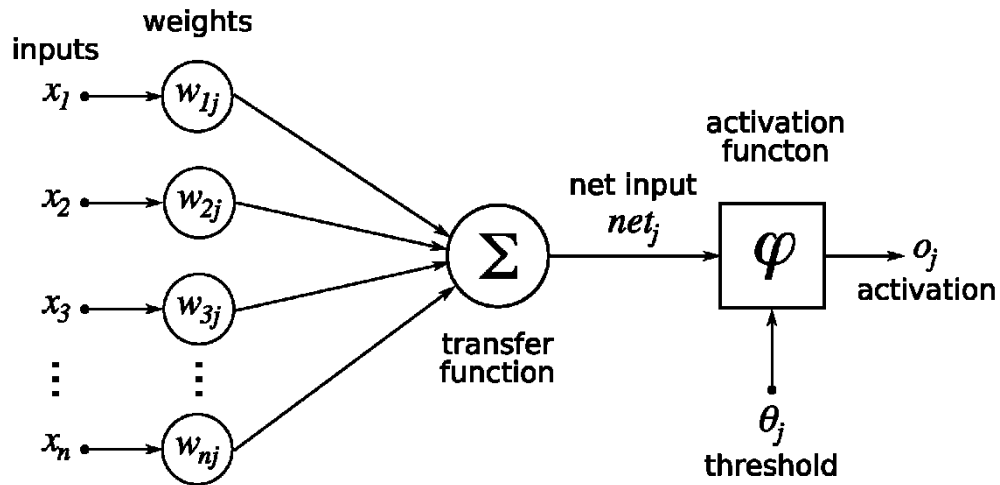 weights
inputs
x1
w1j
x2
w2j
x3
w3j
⋮
⋮
xn
wnj
Σ
transfer
function
net input
netj
activation
functon
φ
oj
activation
θj
threshold